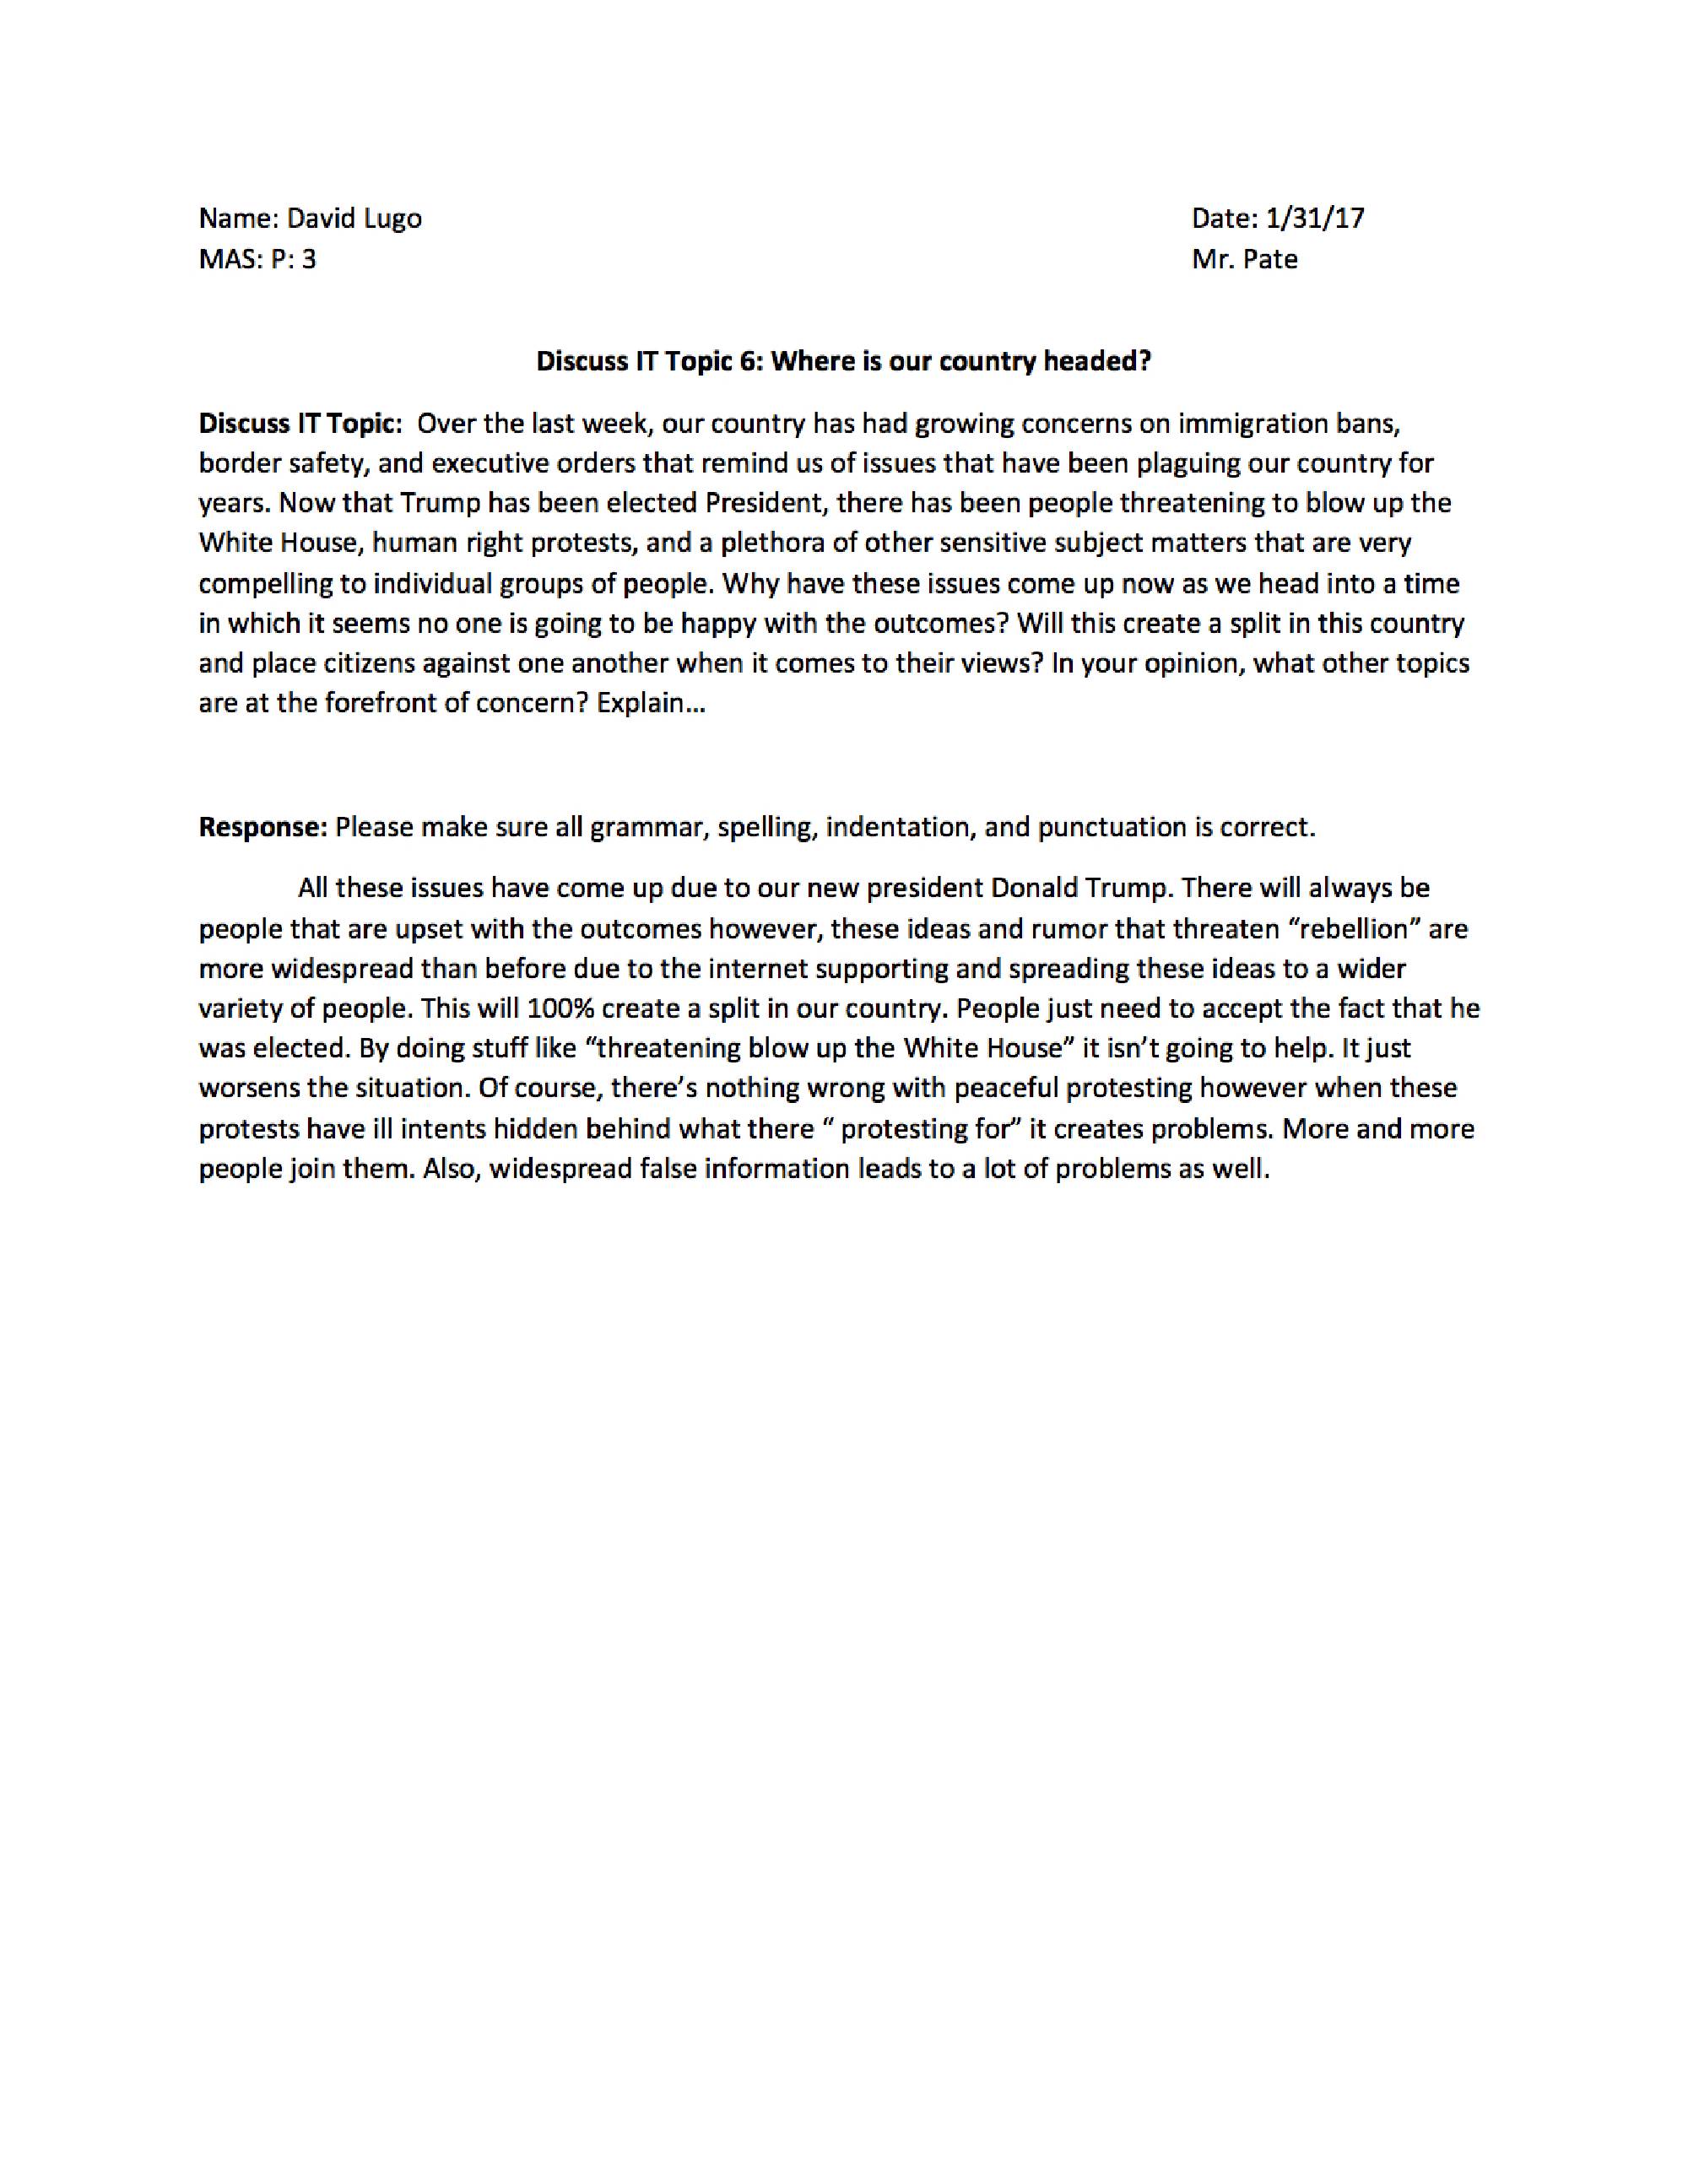 Name: David Lugo Date: 1/31/17
MAS: P: 3 Mr. Pate
Discuss IT Topic 6: Where is our country headed?
Discuss IT Topic:  Over the last week, our country has had growing concerns on immigration bans,
border safety, and executive orders that remind us of issues that have been plaguing our country for
years. Now that Trump has been elected President, there has been people threatening to blow up the
White House, human right protests, and a plethora of other sensitive subject matters that are very
compelling to individual groups of people. Why have these issues come up now as we head into a time
in which it seems no one is going to be happy with the outcomes? Will this create a split in this country
and place citizens against one another when it comes to their views? In your opinion, what other topics
are at the forefront of concern? Explain…
Response: Please make sure all grammar, spelling, indentation, and punctuation is correct.
All these issues have come up due to our new president Donald Trump. There will always be
people that are upset with the outcomes however, these ideas and rumor that threaten “rebellion” are
more widespread than before due to the internet supporting and spreading these ideas to a wider
variety of people. This will 100% create a split in our country. People just need to accept the fact that he
was elected. By doing stuff like “threatening blow up the White House” it isn’t going to help. It just
worsens the situation. Of course, there’s nothing wrong with peaceful protesting however when these
protests have ill intents hidden behind what there “ protesting for” it creates problems. More and more
people join them. Also, widespread false information leads to a lot of problems as well.